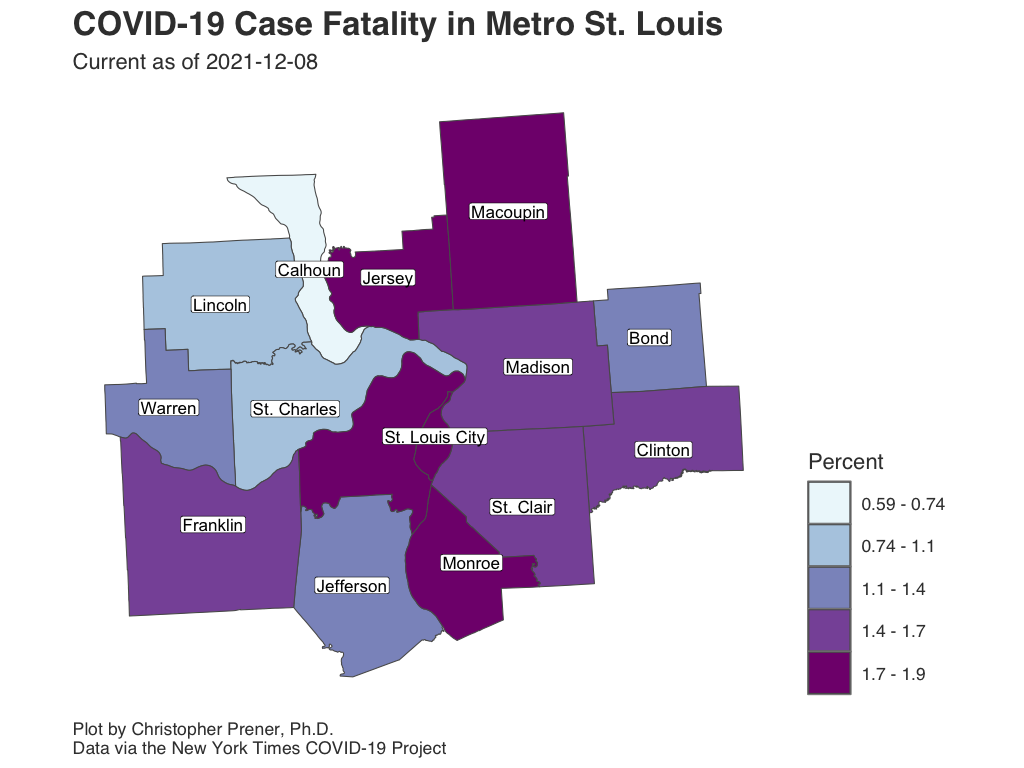 COVID-19 Case Fatality in Metro St. Louis
Current as of 2021-12-08
Macoupin
Calhoun
Jersey
Lincoln
Bond
Madison
Warren
St. Charles
St. Louis City
Clinton
St. Clair
Franklin
Monroe
Jefferson
Percent
0.59 - 0.74
0.74 - 1.1
1.1 - 1.4
1.4 - 1.7
1.7 - 1.9
Plot by Christopher Prener, Ph.D.
Data via the New York Times COVID-19 Project